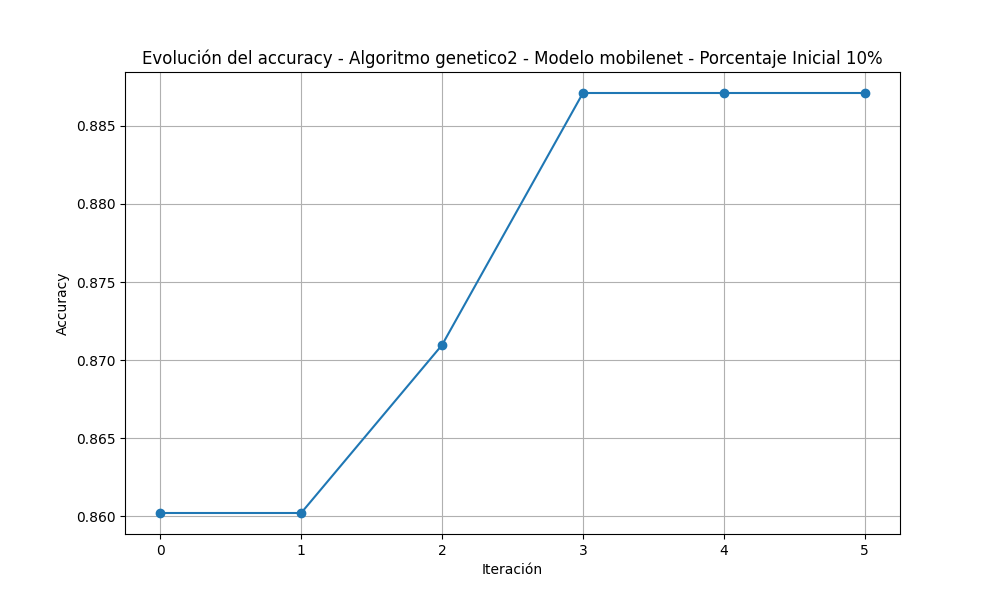 Evolución del accuracy - Algoritmo genetico2 - Modelo mobilenet - Porcentaje Inicial 10%
0.885
0.880
0.875
0.870
0.865
0.860
Accuracy
0 1 2 3 4 5
Iteración